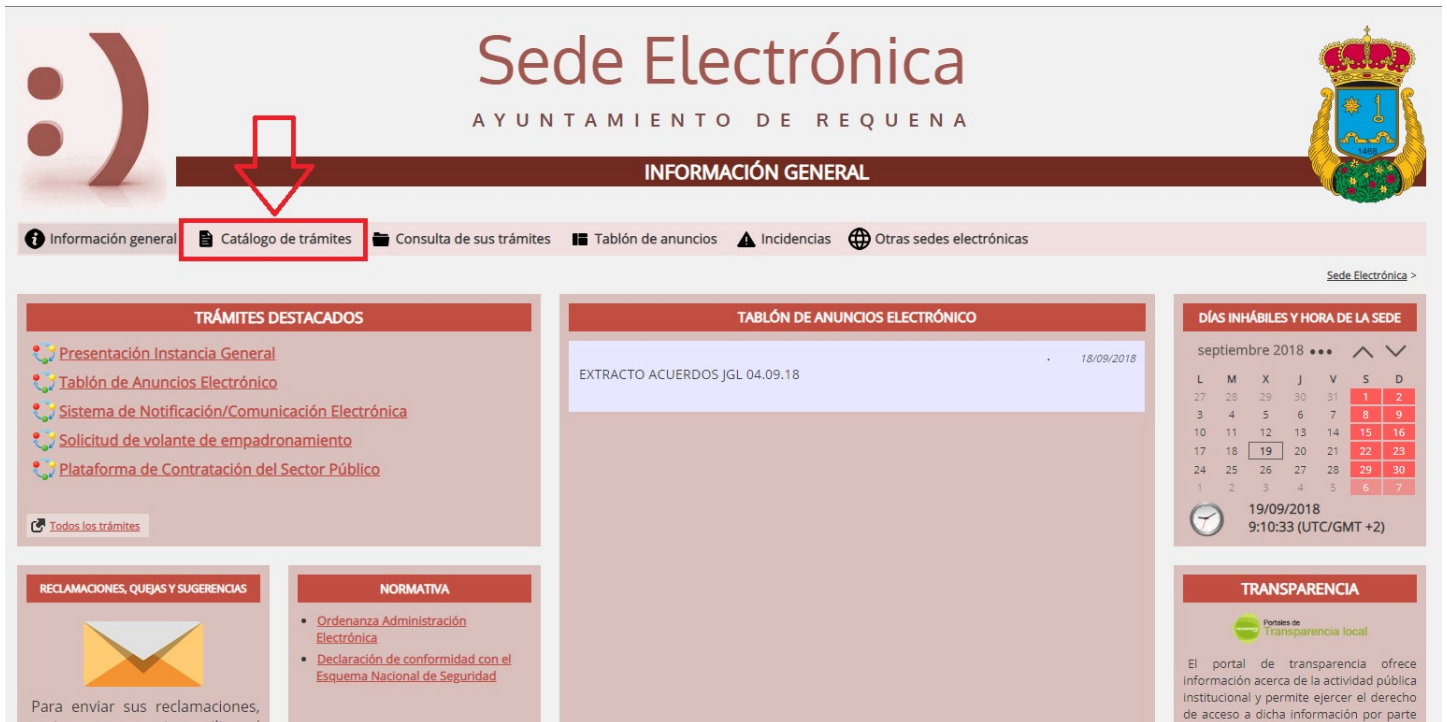 :)
Sede Electrónica
AYUNTAMIENTO DE REQUENA
1468
INFORMACIÓN GENERAL
Información general
Catálogo de trámites
Consulta de sus trámites
Tablón de anuncios
Incidencias
Otras sedes electrónicas
Sede Electrónica >
TRÁMITES DESTACADOS
Presentación Instancia General
Tablón de Anuncios Electrónico
Sistema de Notificación/Comunicación Electrónica
Solicitud de volante de empadronamiento
Plataforma de Contratación del Sector Público
Todos los trámites
TABLÓN DE ANUNCIOS ELECTRÓNICO
18/09/2018
EXTRACTO ACUERDOS JGL 04.09.18
DÍAS INHÁBILES Y HORA DE LA SEDE
septiembre 2018 •••
L M X J V S D
27 28 29 30 31 1 2
3 4 5 6 7 8 9
10 11 12 13 14 15 16
17 18 19 20 21 22 23
24 25 26 27 28 29 30
1 2 3 4 5 6 7
19/09/2018
9:10:33 (UTC/GMT +2)
RECLAMACIONES, QUEJAS Y SUGERENCIAS
Para enviar sus reclamaciones,
NORMATIVA
• Ordenanza Administración
Electrónica
• Declaración de conformidad con el
Esquema Nacional de Seguridad
TRANSPARENCIA
Portales de
Transparencia local
El portal de transparencia ofrece
información acerca de la actividad pública
institucional y permite ejercer el derecho
de acceso a dicha información por parte